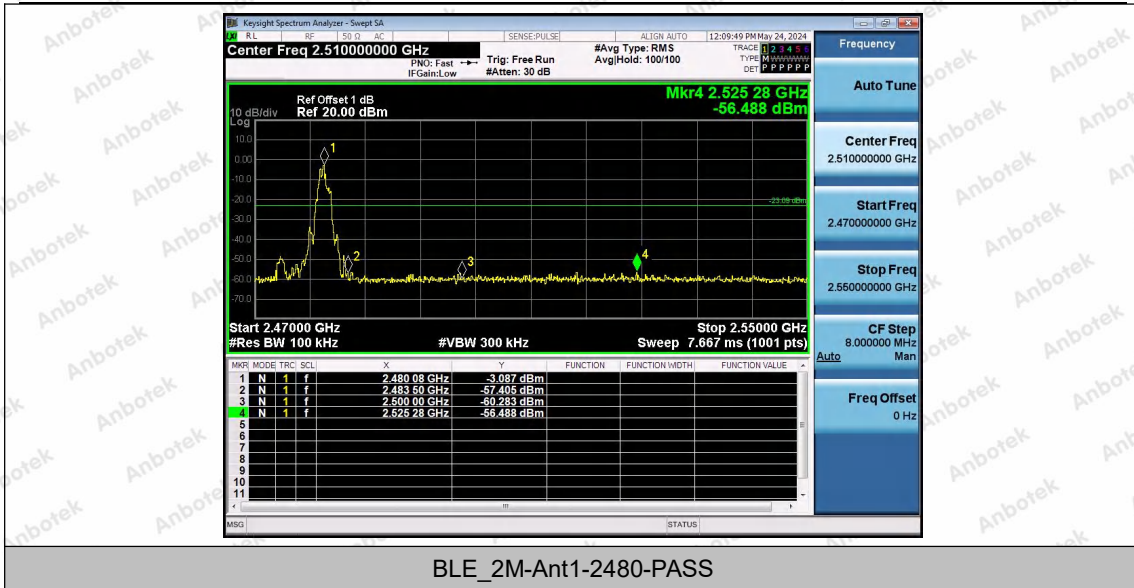 Keysight Spectrum Analyzer - Swept SA
RL RF 50 Ω AC SENSE:PULSE ALIGN AUTO 12:09:49 PM May 24, 2024
Center Freq 2.510000000 GHz
PNO: Fast
IFGain:Low
Trig: Free Run
#Atten: 30 dB
#Avg Type: RMS
Avg|Hold: 100/100
TRACE 1 2 3 4 5 6
TYPE M W W W W W
DET P P P P P P
Mkr4 2.525 28 GHz
-56.488 dBm
Ref Offset 1 dB
10 dB/div Ref 20.00 dBm
Log
10.0
0.00
-10.0
-20.0
-30.0
-40.0
-50.0
-60.0
-70.0
1
2
3
4
-23.09 dBm
Start 2.47000 GHz Stop 2.55000 GHz
#Res BW 100 kHz #VBW 300 kHz Sweep 7.667 ms (1001 pts)
MKR MODE TRC SCL X Y FUNCTION FUNCTION WIDTH FUNCTION VALUE
1 N 1 f 2.480 08 GHz -3.087 dBm
2 N 1 f 2.483 50 GHz -57.405 dBm
3 N 1 f 2.500 00 GHz -60.283 dBm
4 N 1 f 2.525 28 GHz -56.488 dBm
5
6
7
8
9
10
11
MSG STATUS
Frequency
Auto Tune
Center Freq
2.510000000 GHz
Start Freq
2.470000000 GHz
Stop Freq
2.550000000 GHz
CF Step
8.000000 MHz
Auto Man
Freq Offset
0 Hz
BLE_2M-Ant1-2480-PASS
Anbotek